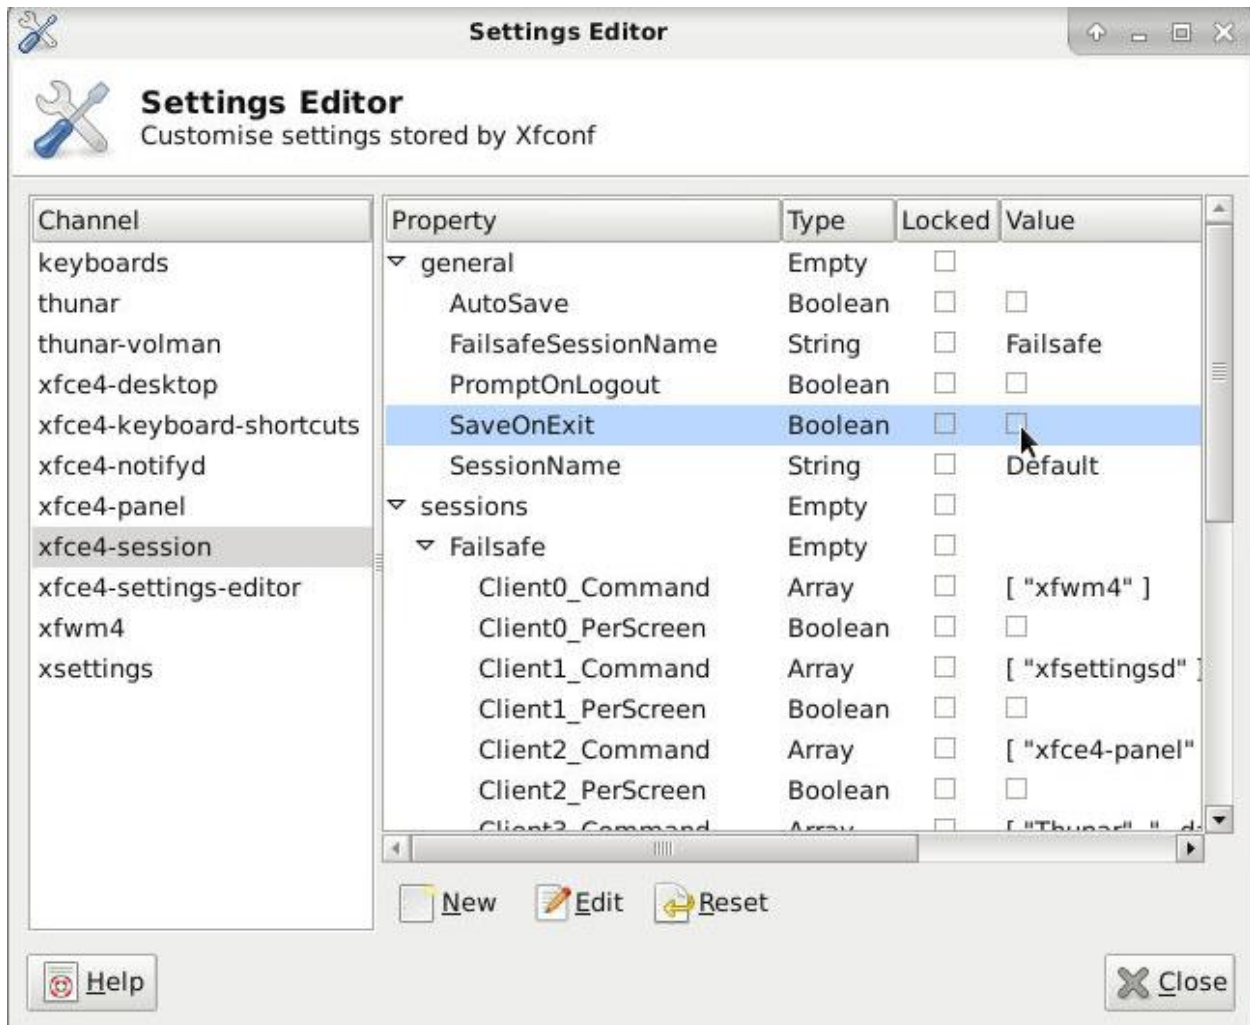 Settings Editor
Settings Editor
Customise settings stored by Xfconf
Channel
keyboards
thunar
thunar-volman
xfce4-desktop
xfce4-keyboard-shortcuts
xfce4-notifyd
xfce4-panel
xfce4-session
xfce4-settings-editor
xfwm4
xsettings
Property Type Locked Value
general Empty
AutoSave Boolean
FailsafeSessionName String Failsafe
PromptOnLogout Boolean
SaveOnExit Boolean
SessionName String Default
sessions Empty
Failsafe Empty
Client0_Command Array [ "xfwm4" ]
Client0_PerScreen Boolean
Client1_Command Array [ "xfsettingsd" ]
Client1_PerScreen Boolean
Client2_Command Array [ "xfce4-panel"
Client2_PerScreen Boolean
Client3_Command Array [ "Thunar"
New Edit Reset
Help Close